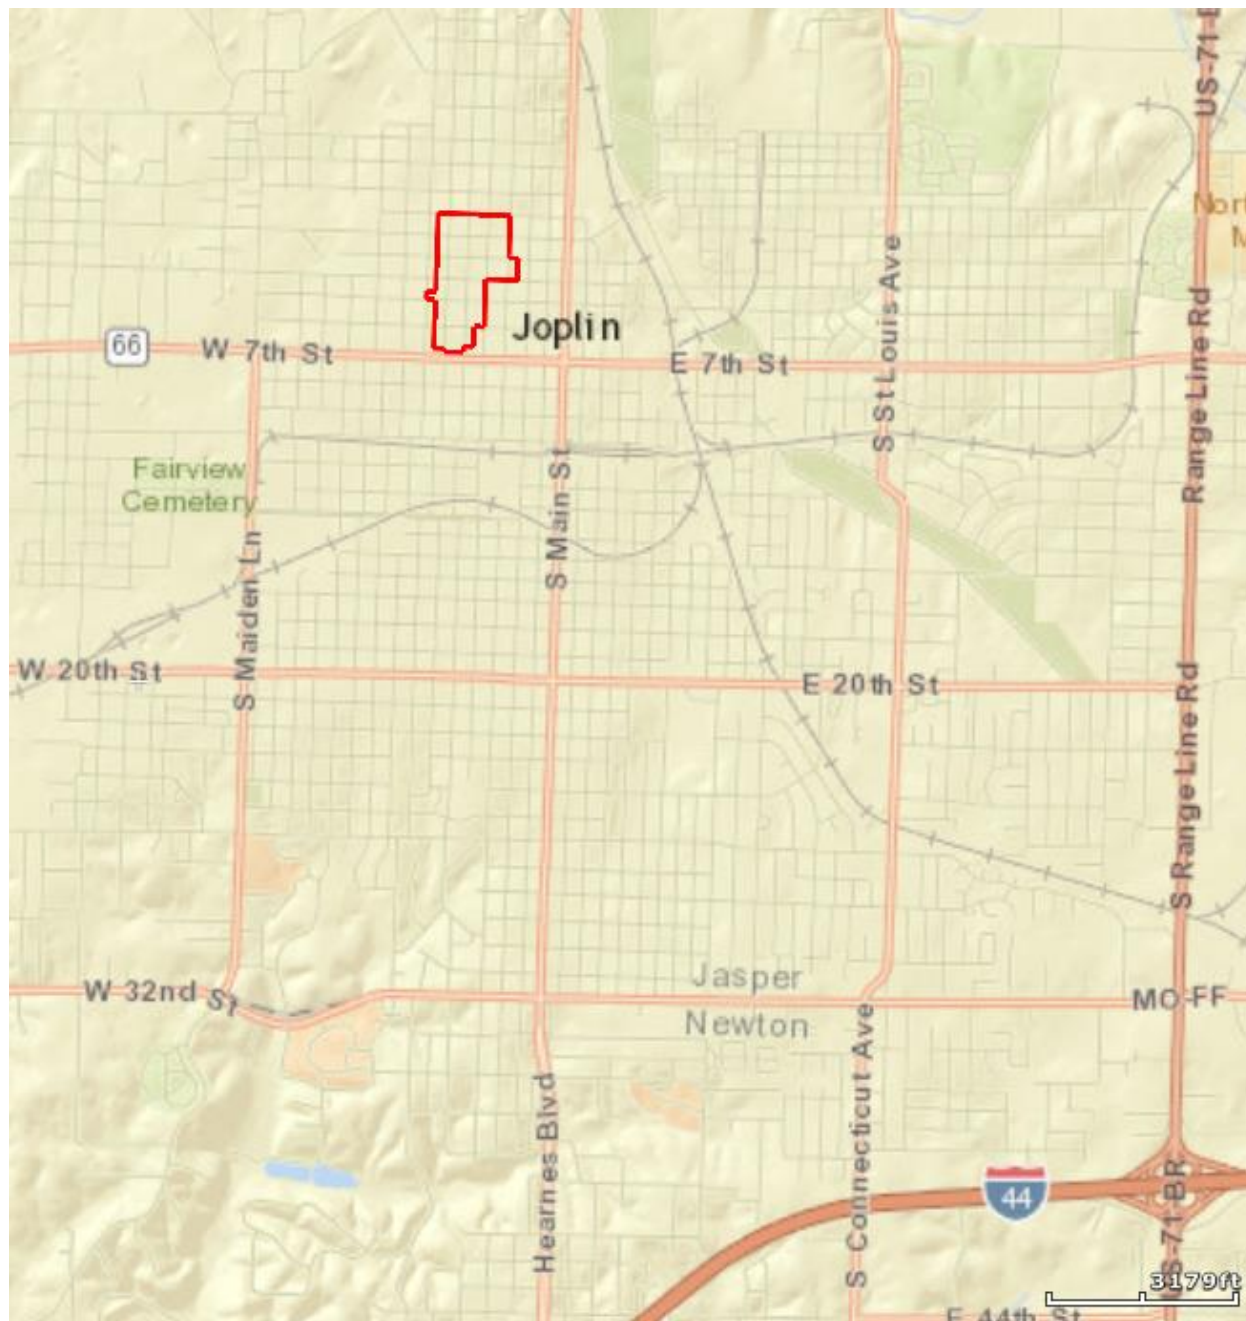 US-71-B
Nort
M
S St Louis Ave
Range Line Rd
Joplin
66
W 7th St
E 7th St
Fairview
Cemetery
S Main St
S Maiden Ln
W 20th St
E 20th St
S Range Line Rd
W 32nd St
Jasper
Newton
MO-FF
S Connecticut Ave
Hearnes Blvd
44
US-71-BR
3179ft
E 44th St